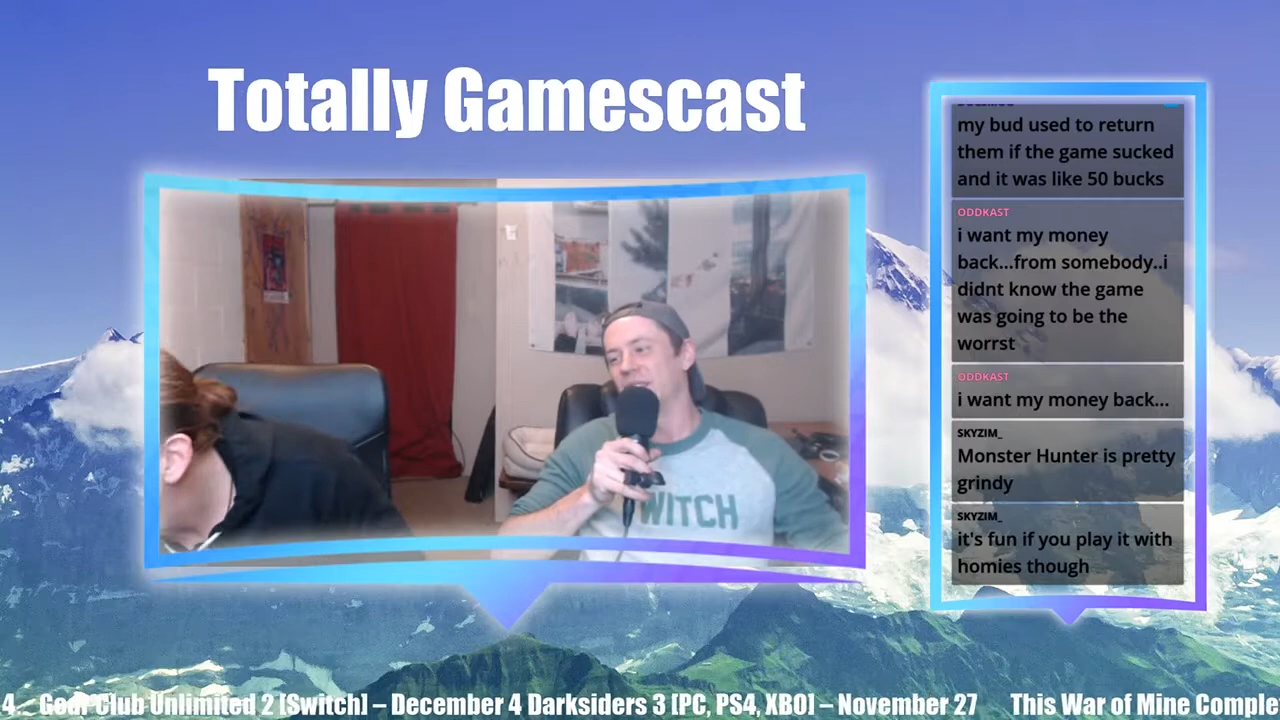 Totally Gamescast
my bud used to return
them if the game sucked
and it was like 50 bucks
ODDKAST
i want my money
back...from somebody..i
didnt know the game
was going to be the
worrst
ODDKAST
i want my money back...
SKYZIM_
Monster Hunter is pretty
grindy
SKYZIM_
it's fun if you play it with
homies though
WITCH
4... Gear Club Unlimited 2 [Switch] – December 4 Darksiders 3 [PC, PS4, XBO] – November 27 This War of Mine Comple